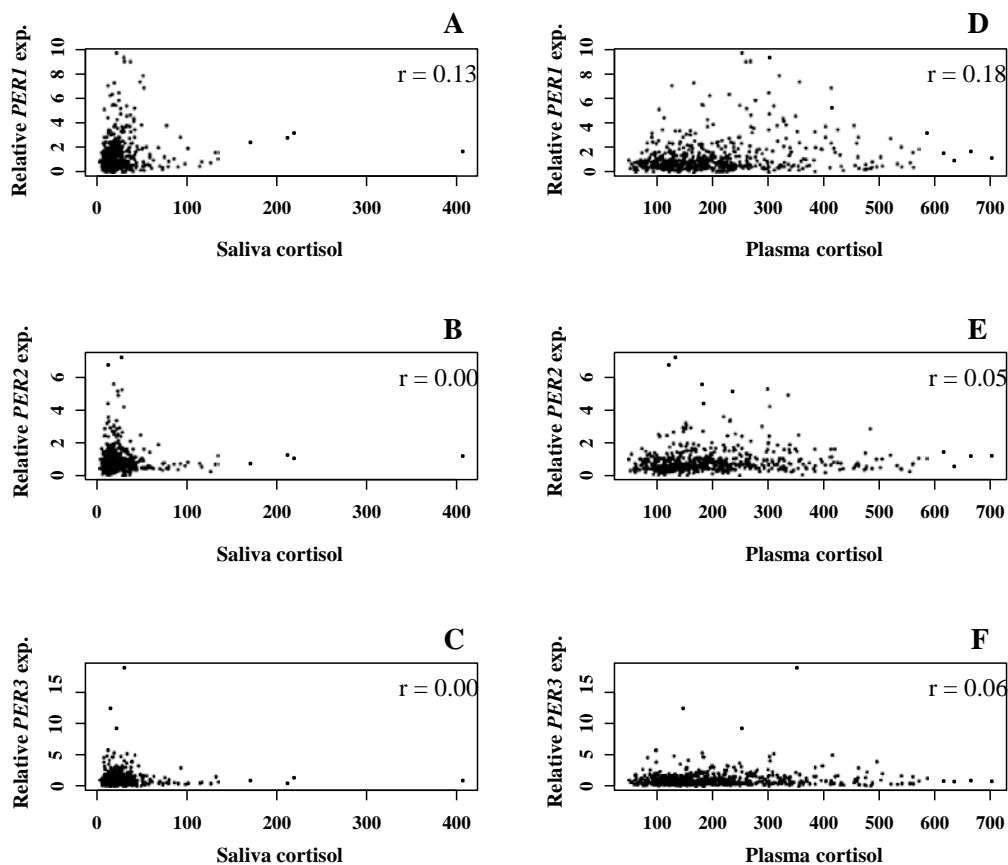 A
Relative PER1 exp.
0 2 4 6 8 10
r = 0.13
0 100 200 300 400
Saliva cortisol
D
Relative PER1 exp.
0 2 4 6 8 10
r = 0.18
100 200 300 400 500 600 700
Plasma cortisol
B
Relative PER2 exp.
0 2 4 6
r = 0.00
0 100 200 300 400
Saliva cortisol
E
Relative PER2 exp.
0 2 4 6
r = 0.05
100 200 300 400 500 600 700
Plasma cortisol
C
Relative PER3 exp.
0 5 10 15
r = 0.00
0 100 200 300 400
Saliva cortisol
F
Relative PER3 exp.
0 5 10 15
r = 0.06
100 200 300 400 500 600 700
Plasma cortisol